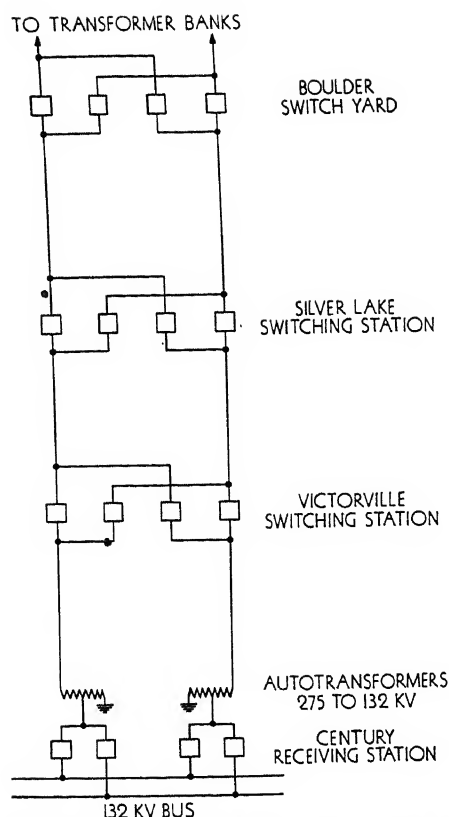 TO TRANSFORMER BANKS
BOULDER
SWITCH YARD
SILVER LAKE
SWITCHING STATION
VICTORVILLE
SWITCHING STATION
AUTOTRANSFORMERS
275 TO 132 KV
CENTURY
RECEIVING STATION
132 KV BUS